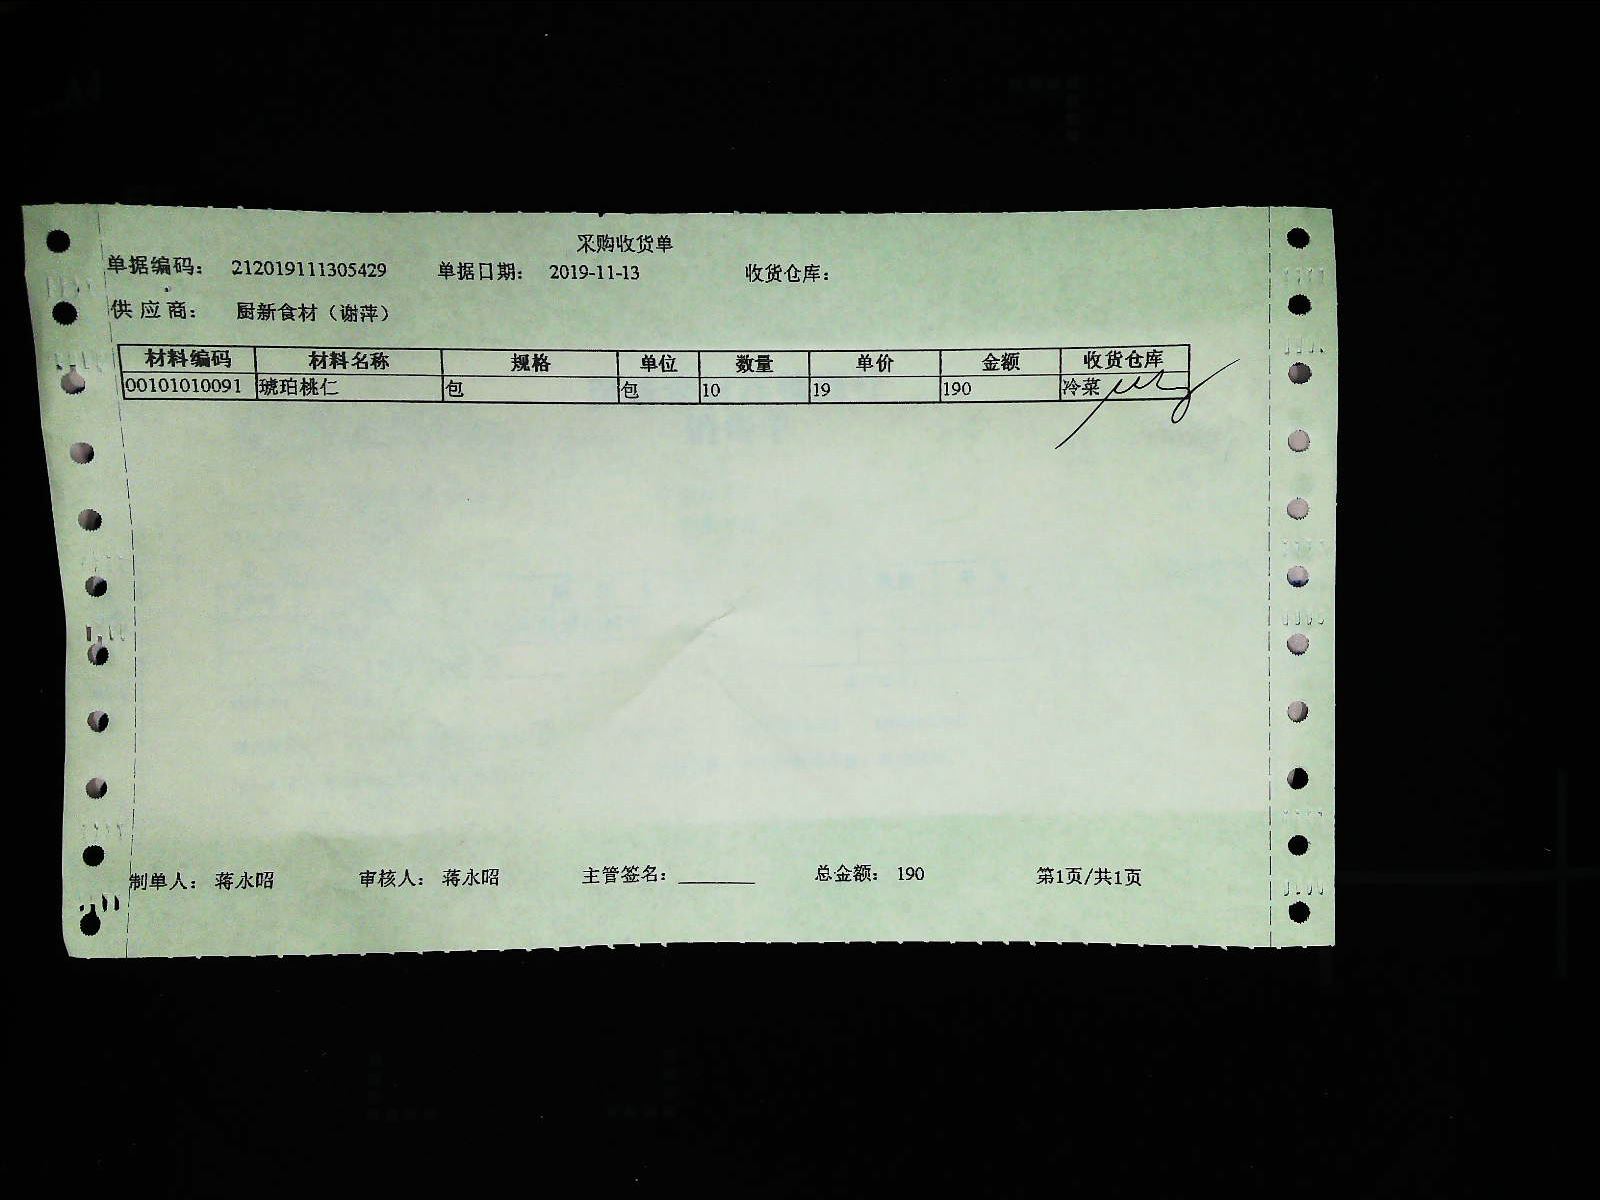 采购收货单
单据编码： 212019111305429 单据日期： 2019-11-13 收货仓库：
供 应 商： 厨新食材（谢萍）
材料编码 材料名称 规格 单位 数量 单价 金额 收货仓库
00101010091 琥珀桃仁 包 包 10 19 190 冷菜
制单人： 蒋永昭 审核人： 蒋永昭 主管签名：______ 总金额： 190 第1页/共1页